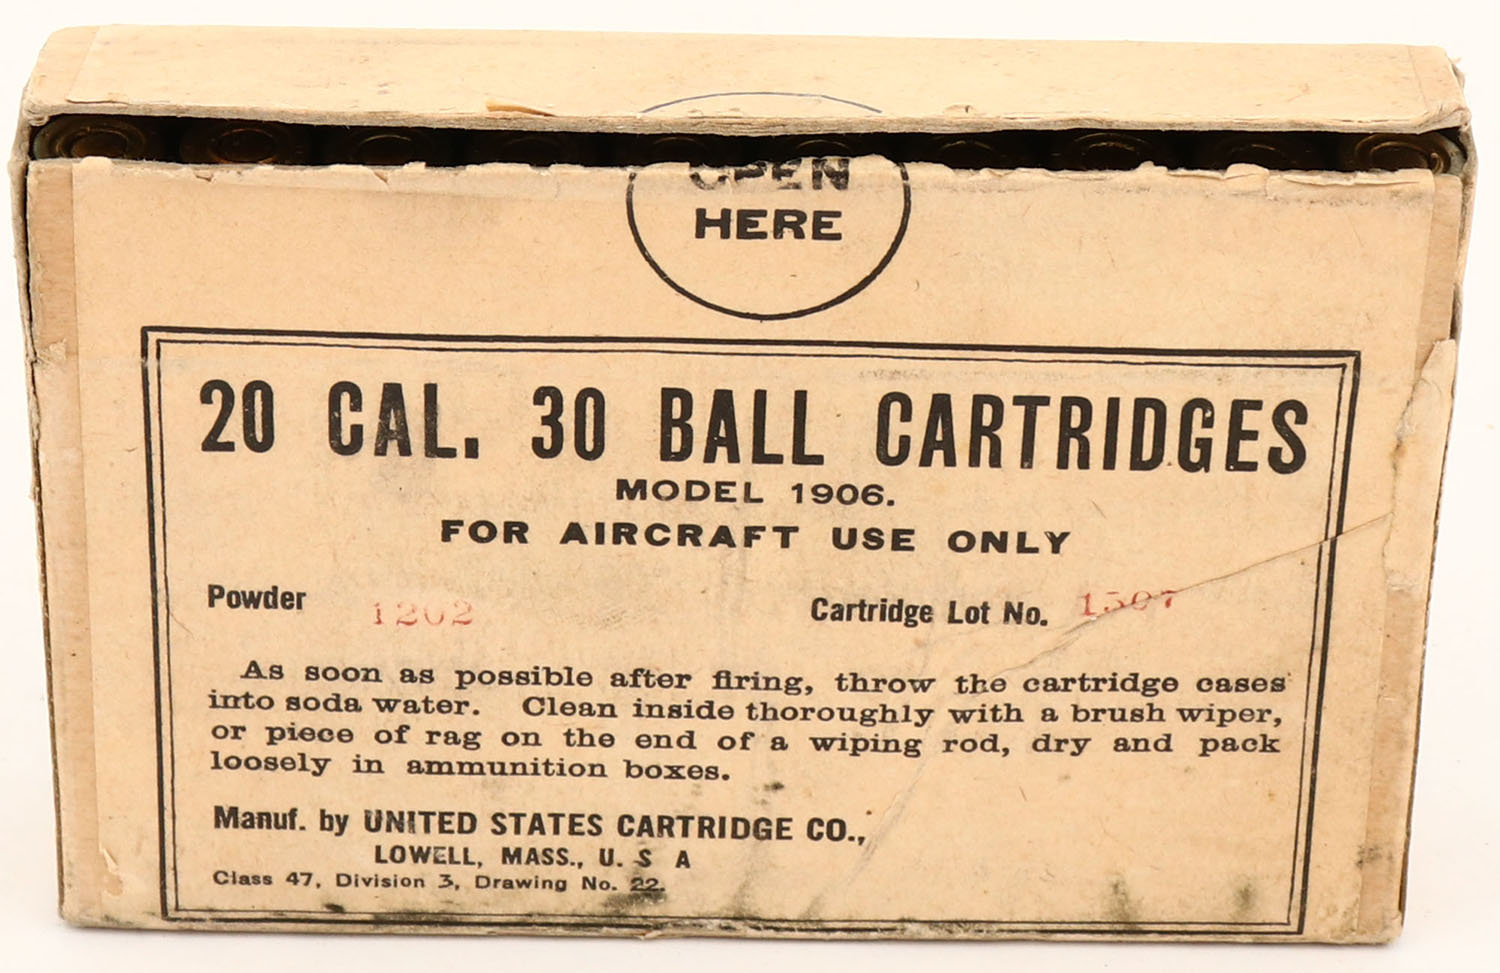 OPEN
HERE
20 CAL. 30 BALL CARTRIDGES
MODEL 1906.
FOR AIRCRAFT USE ONLY
Powder 1202 Cartridge Lot No. 1507
As soon as possible after firing, throw the cartridge cases
into soda water. Clean inside thoroughly with a brush wiper,
or piece of rag on the end of a wiping rod, dry and pack
loosely in ammunition boxes.
Manuf. by UNITED STATES CARTRIDGE CO.,
LOWELL, MASS., U. S A
Class 47, Division 3, Drawing No. 22.